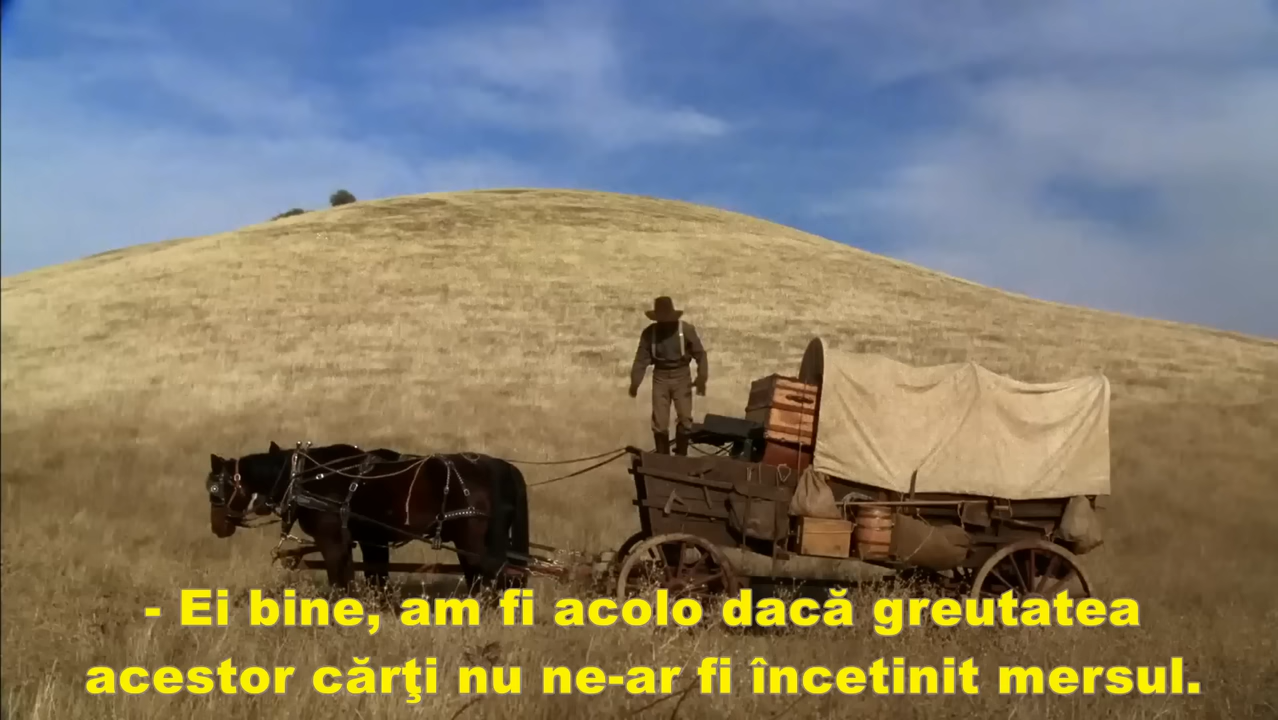 - Ei bine, am fi acolo dacă greutatea
acestor cărţi nu ne-ar fi încetinit mersul.